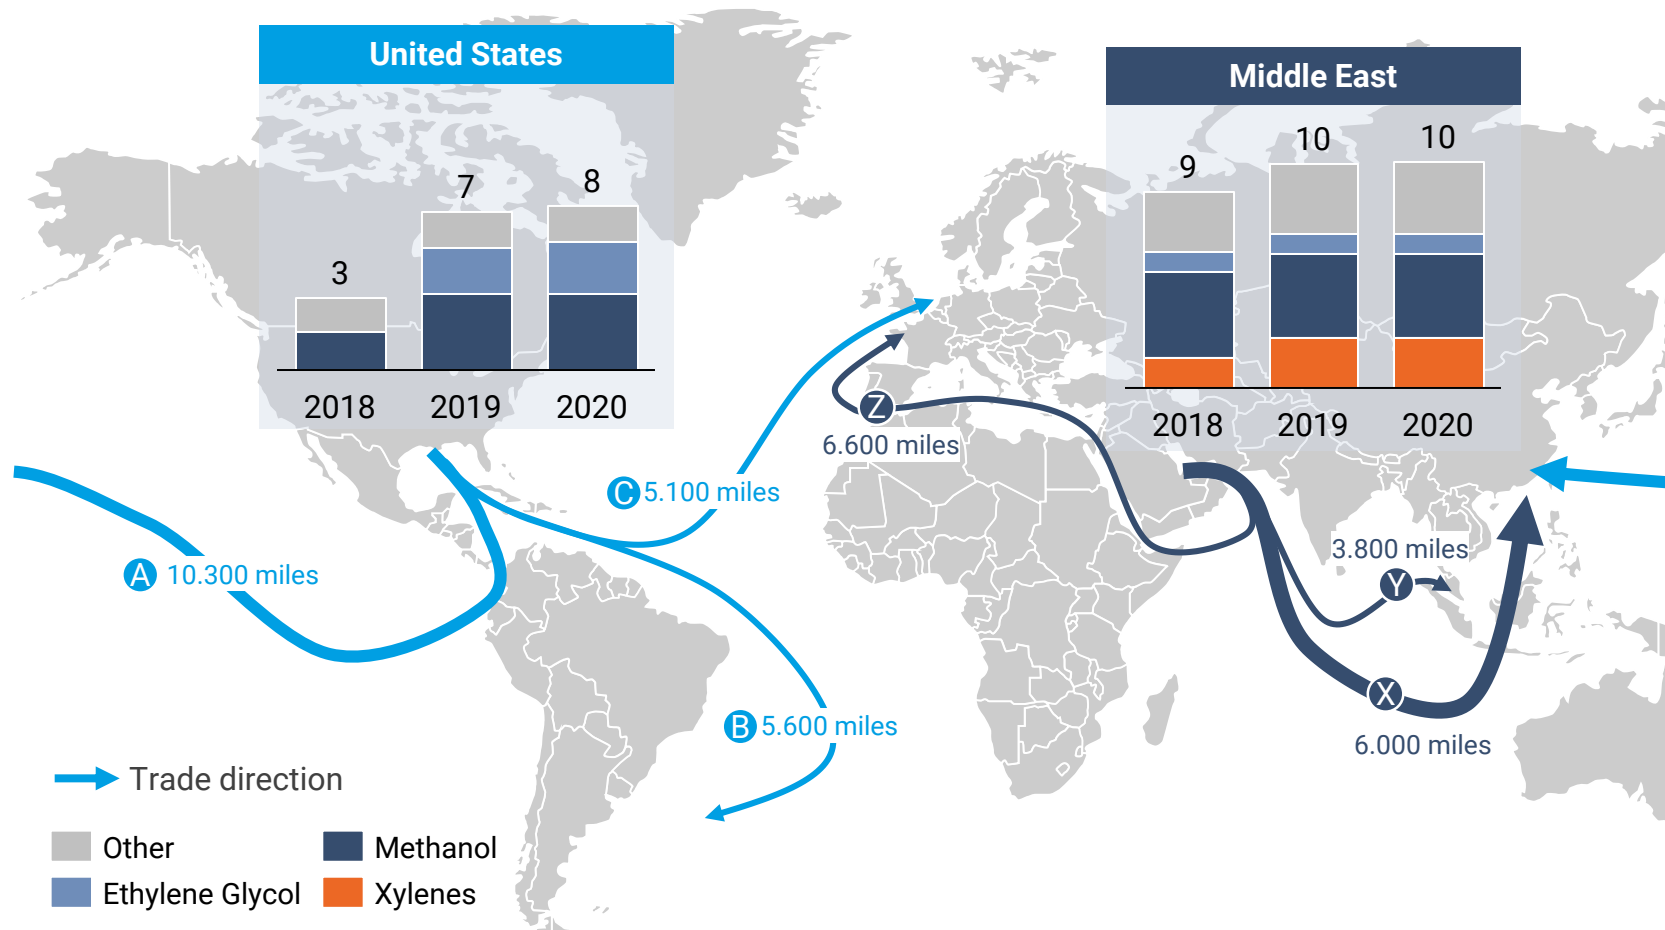 United States
3
7
8
2018 2019 2020
Middle East
9
10
10
2018 2019 2020
Z
6.600 miles
C 5.100 miles
A 10.300 miles
B 5.600 miles
3.800 miles
Y
X
6.000 miles
Trade direction
Other
Methanol
Ethylene Glycol
Xylenes